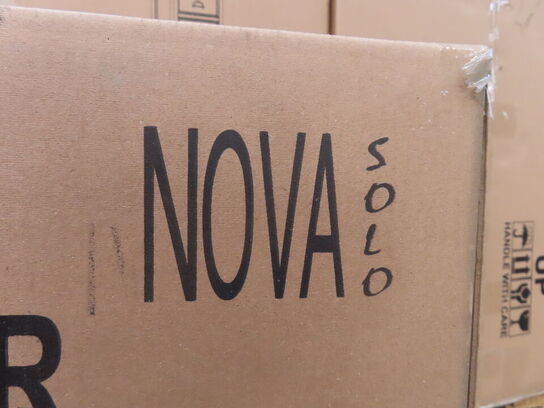 NOVA
SOLO
R
HANDLE WITH CARE
UP